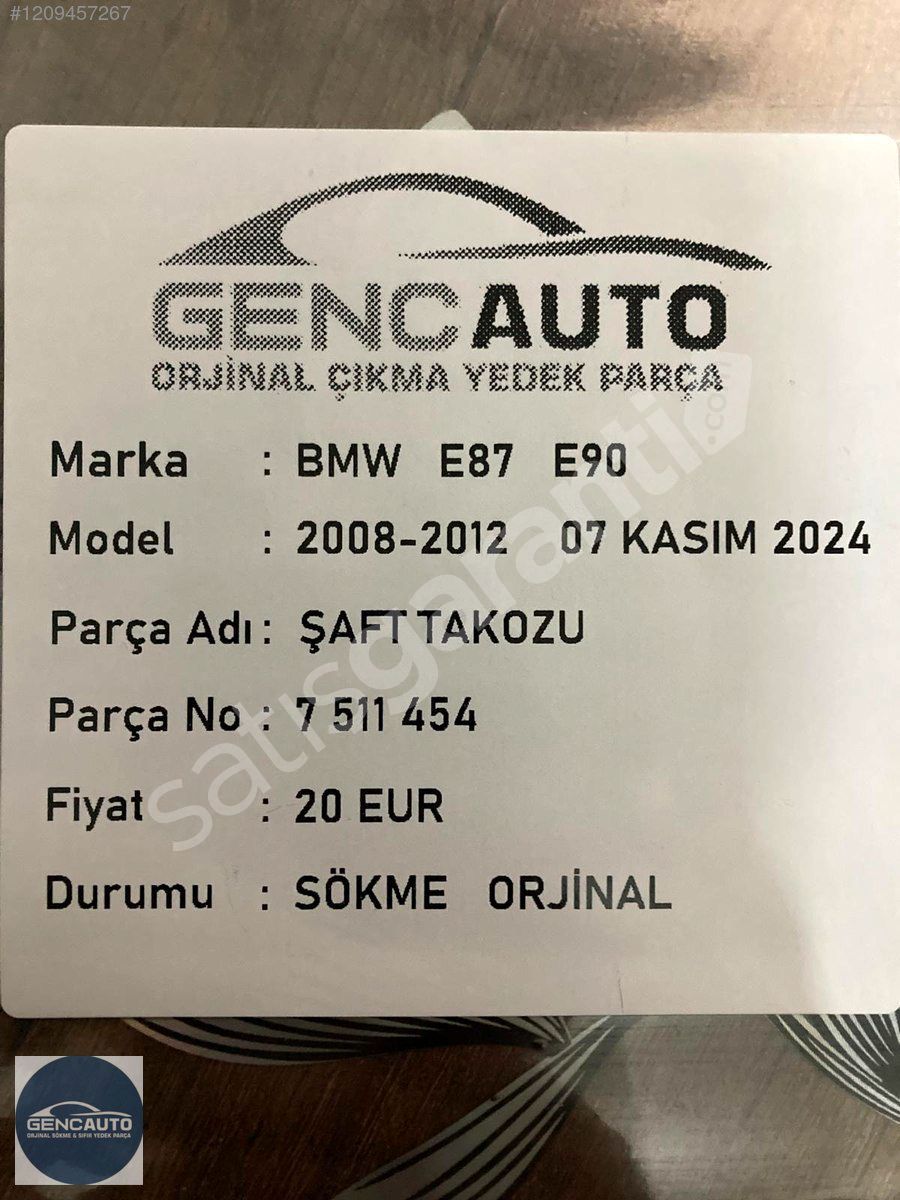 #1209457267
GENCAUTO
ORJİNAL ÇIKMA YEDEK PARÇA
Marka : BMW E87 E90
Model : 2008-2012 07 KASIM 2024
Parça Adı : ŞAFT TAKOZU
Parça No : 7 511 454
Fiyat : 20 EUR
Durumu : SÖKME ORJİNAL
satısgaranti.com
GENCAUTO
ORJİNAL SÖKME & SIFIR YEDEK PARÇA